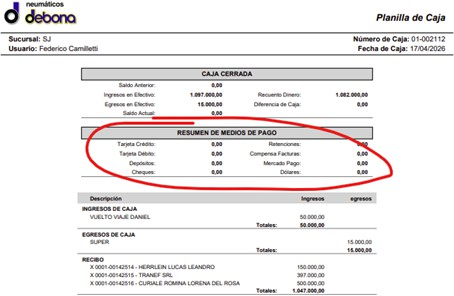 neumáticos
debona
Planilla de Caja
Sucursal: SJ
Número de Caja: 01-002112
Usuario: Federico Camilletti
Fecha de Caja: 17/04/2026
CAJA CERRADA
Saldo Anterior: 0,00
Ingresos en Efectivo: 1.097.000,00 Recuento Dinero: 1.082.000,00
Egresos en Efectivo: 15.000,00 Diferencia de Caja: 0,00
Saldo Actual: 0,00
RESUMEN DE MEDIOS DE PAGO
Tarjeta Crédito: 0,00 Retenciones: 0,00
Tarjeta Débito: 0,00 Compensa Facturas: 0,00
Depósitos: 0,00 Mercado Pago: 0,00
Cheques: 0,00 Dolares: 0,00
Descripción Ingresos egresos
INGRESOS DE CAJA
VUELTO VIAJE DANIEL 50.000,00
Totales: 50.000,00
EGRESOS DE CAJA
SUPER 15.000,00
Totales: 15.000,00
RECIBO
X 0001-00142514 - HERRLEIN LUCAS LEANDRO 150.000,00
X 0001-00142515 - TRANEF SRL 397.000,00
X 0001-00142516 - CURIALE ROMINA LORENA DEL ROSA 500.000,00
Totales: 1.047.000,00